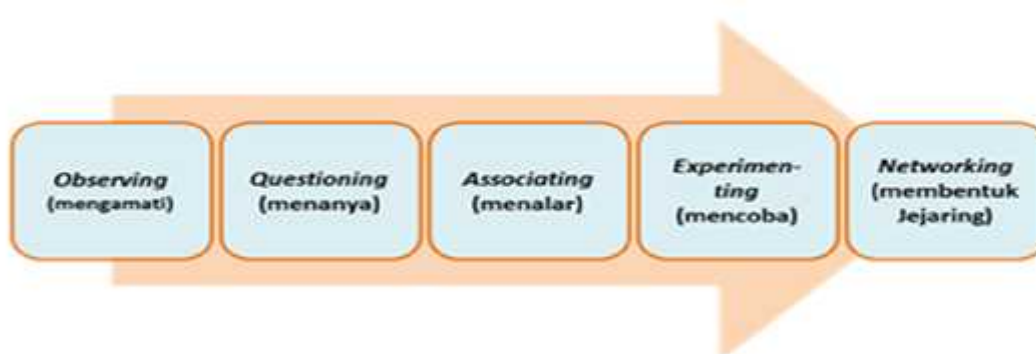 Observing
(mengamati)
Questioning
(menanya)
Associating
(menalar)
Experimen-
ting
(mencoba)
Networking
(membentuk
Jejaring)